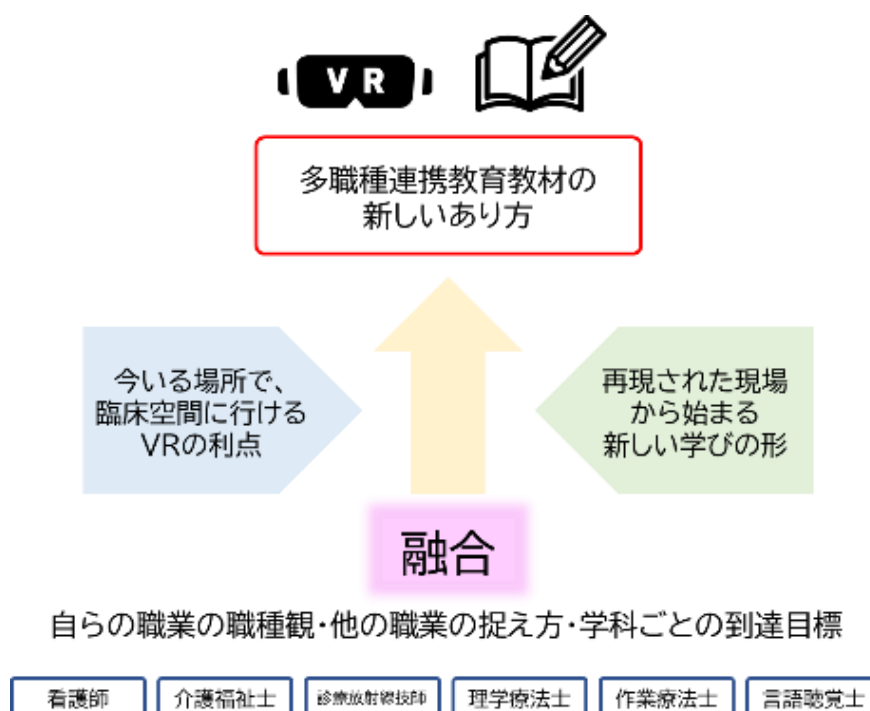 VR
多職種連携教育教材の
新しいあり方
今いる場所で、
臨床空間に行ける
VRの利点
再現された現場
から始まる
新しい学びの形
融合
自らの職業の職種観・他の職業の捉え方・学科ごとの到達目標
看護師
介護福祉士
診療放射線技師
理学療法士
作業療法士
言語聴覚士